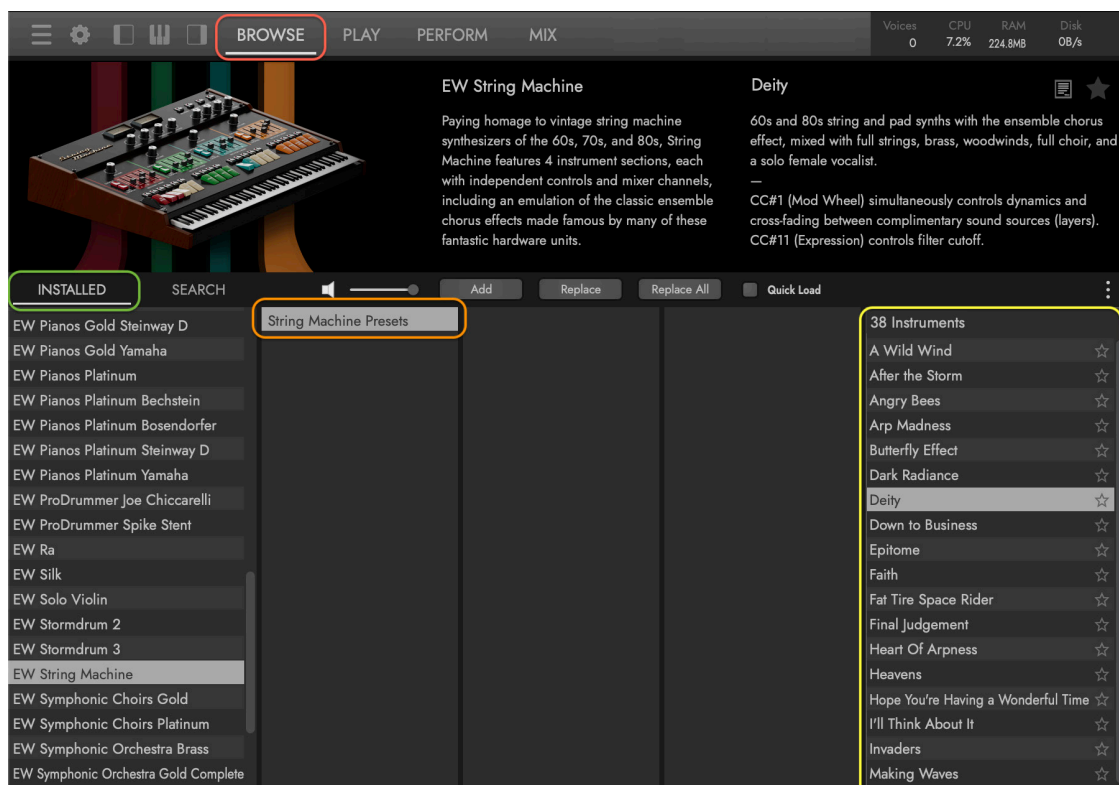 BROWSE PLAY PERFORM MIX
Voices CPU RAM Disk
0 7.2% 224.8MB 0B/s
EW String Machine
Paying homage to vintage string machine
synthesizers of the 60s, 70s, and 80s, String
Machine features 4 instrument sections, each
with independent controls and mixer channels,
including an emulation of the classic ensemble
chorus effects made famous by many of these
fantastic hardware units.
Deity
60s and 80s string and pad synths with the ensemble chorus
effect, mixed with full strings, brass, woodwinds, full choir, and
a solo female vocalist.
—
CC#1 (Mod Wheel) simultaneously controls dynamics and
cross-fading between complimentary sound sources (layers).
CC#11 (Expression) controls filter cutoff.
INSTALLED SEARCH Add Replace Replace All Quick Load
EW Pianos Gold Steinway D
EW Pianos Gold Yamaha
EW Pianos Platinum
EW Pianos Platinum Bechstein
EW Pianos Platinum Bosendorfer
EW Pianos Platinum Steinway D
EW Pianos Platinum Yamaha
EW ProDrummer Joe Chiccarelli
EW ProDrummer Spike Stent
EW Ra
EW Silk
EW Solo Violin
EW Stormdrum 2
EW Stormdrum 3
EW String Machine
EW Symphonic Choirs Gold
EW Symphonic Choirs Platinum
EW Symphonic Orchestra Brass
EW Symphonic Orchestra Gold Complete
String Machine Presets
38 Instruments
A Wild Wind
After the Storm
Angry Bees
Arp Madness
Butterfly Effect
Dark Radiance
Deity
Down to Business
Epitome
Faith
Fat Tire Space Rider
Final Judgement
Heart Of Arpness
Heavens
Hope You're Having a Wonderful Time
I'll Think About It
Invaders
Making Waves